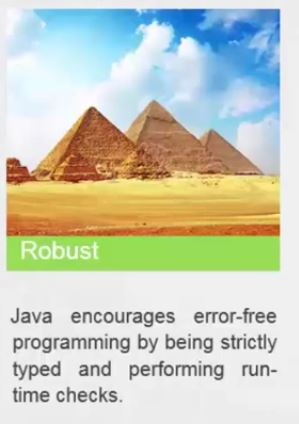 Robust
Java encourages error-free
programming by being strictly
typed and performing run-
time checks.